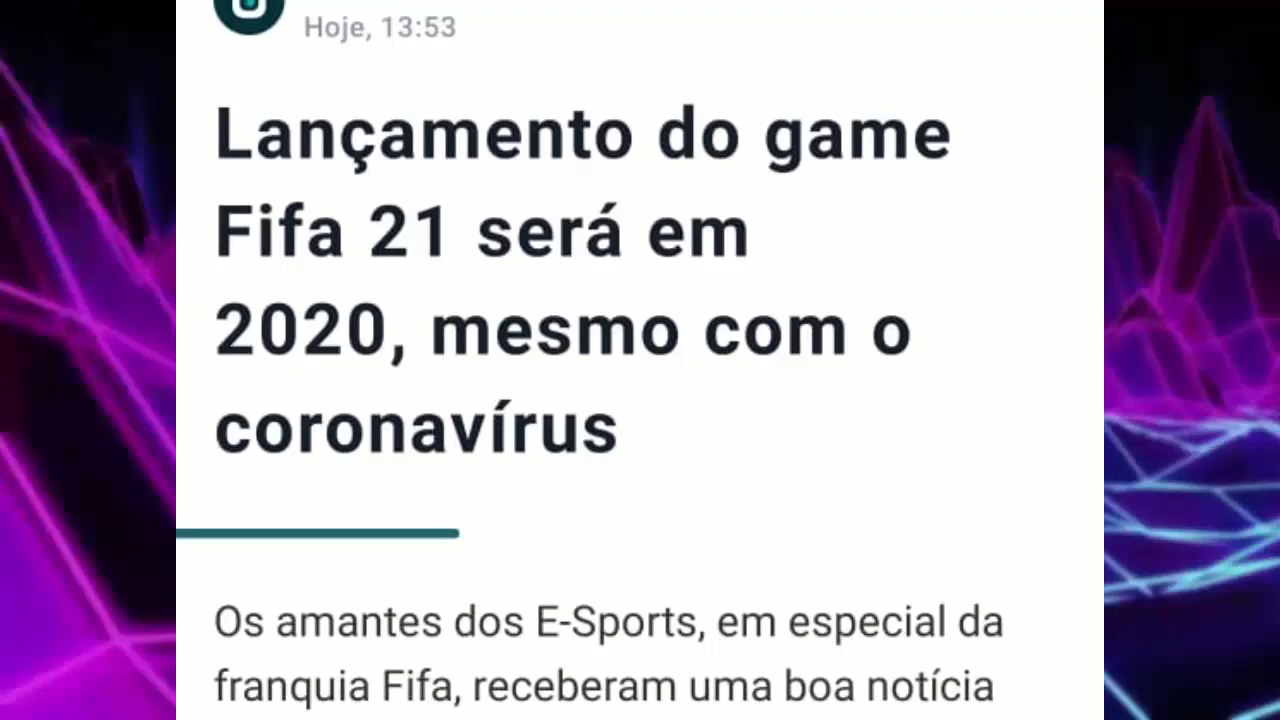 Hoje, 13:53
Lançamento do game
Fifa 21 será em
2020, mesmo com o
coronavírus
Os amantes dos E-Sports, em especial da
franquia Fifa, receberam uma boa notícia